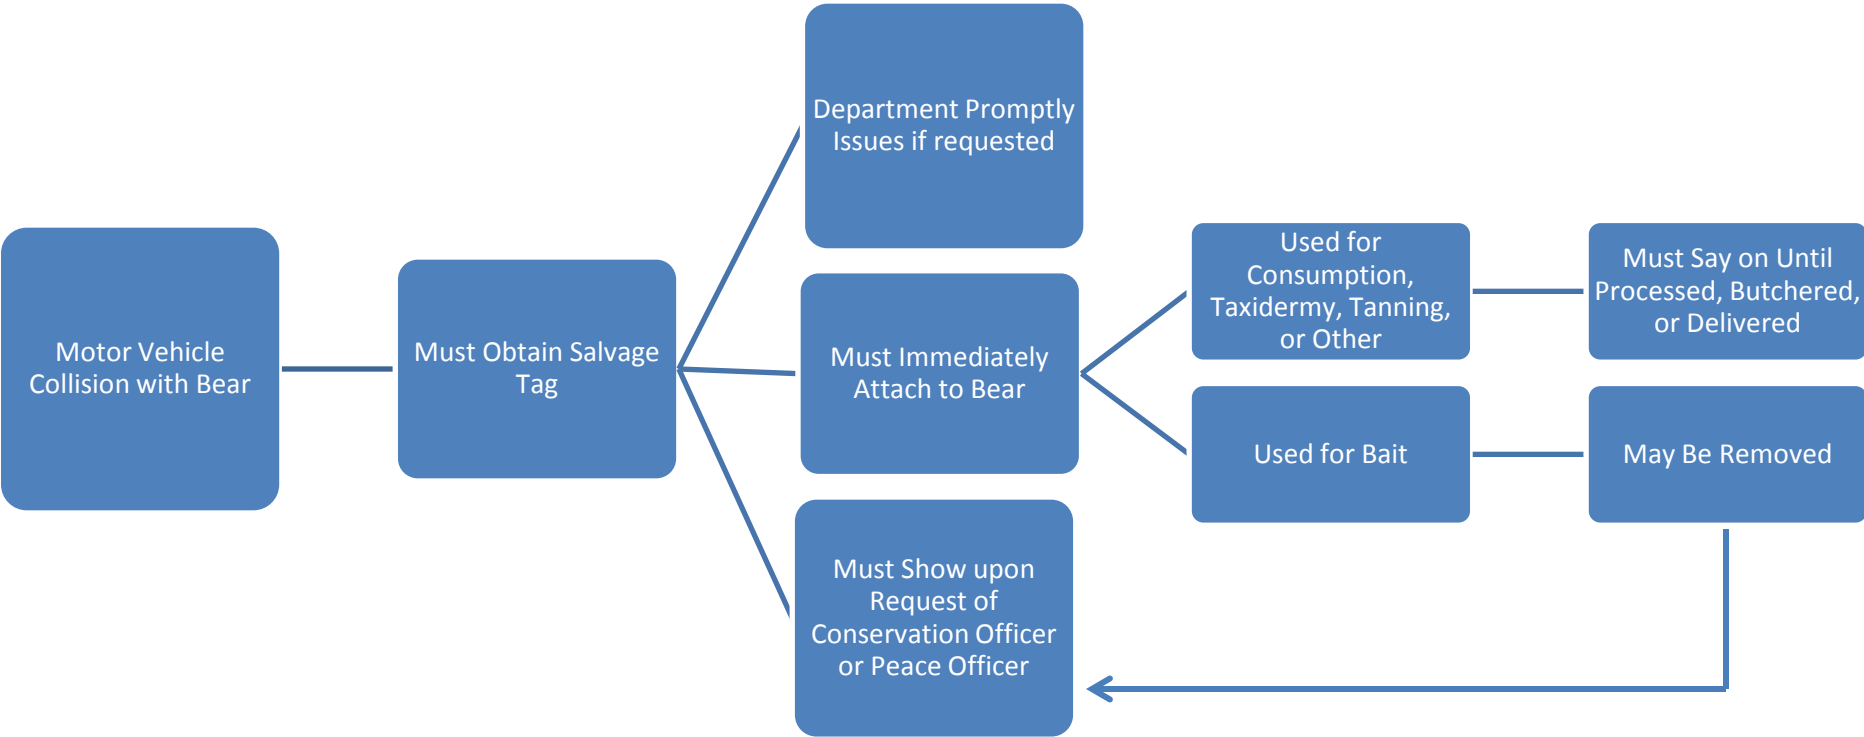 Motor Vehicle
Collision with Bear
Must Obtain Salvage
Tag
Department Promptly
Issues if requested
Must Immediately
Attach to Bear
Used for
Consumption,
Taxidermy, Tanning,
or Other
Must Say on Until
Processed, Butchered,
or Delivered
Used for Bait
May Be Removed
Must Show upon
Request of
Conservation Officer
or Peace Officer